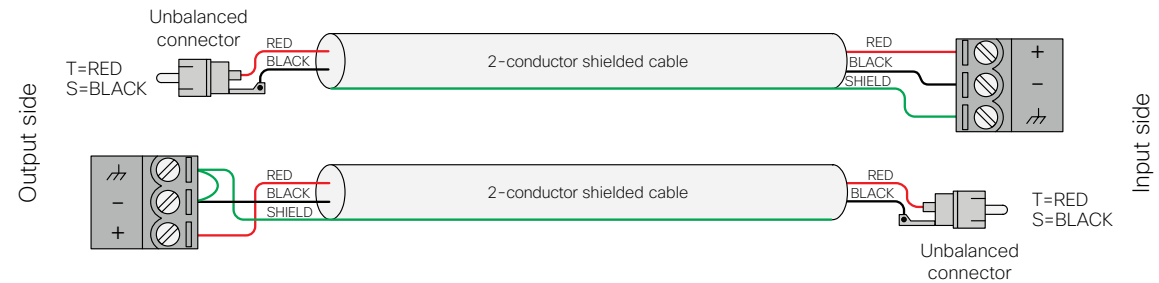 Output side
Unbalanced
connector
T=RED
S=BLACK
RED
BLACK
2-conductor shielded cable
RED
BLACK
SHIELD
+
−
Input side
−
+
RED
BLACK
SHIELD
2-conductor shielded cable
RED
BLACK
T=RED
S=BLACK
Unbalanced
connector